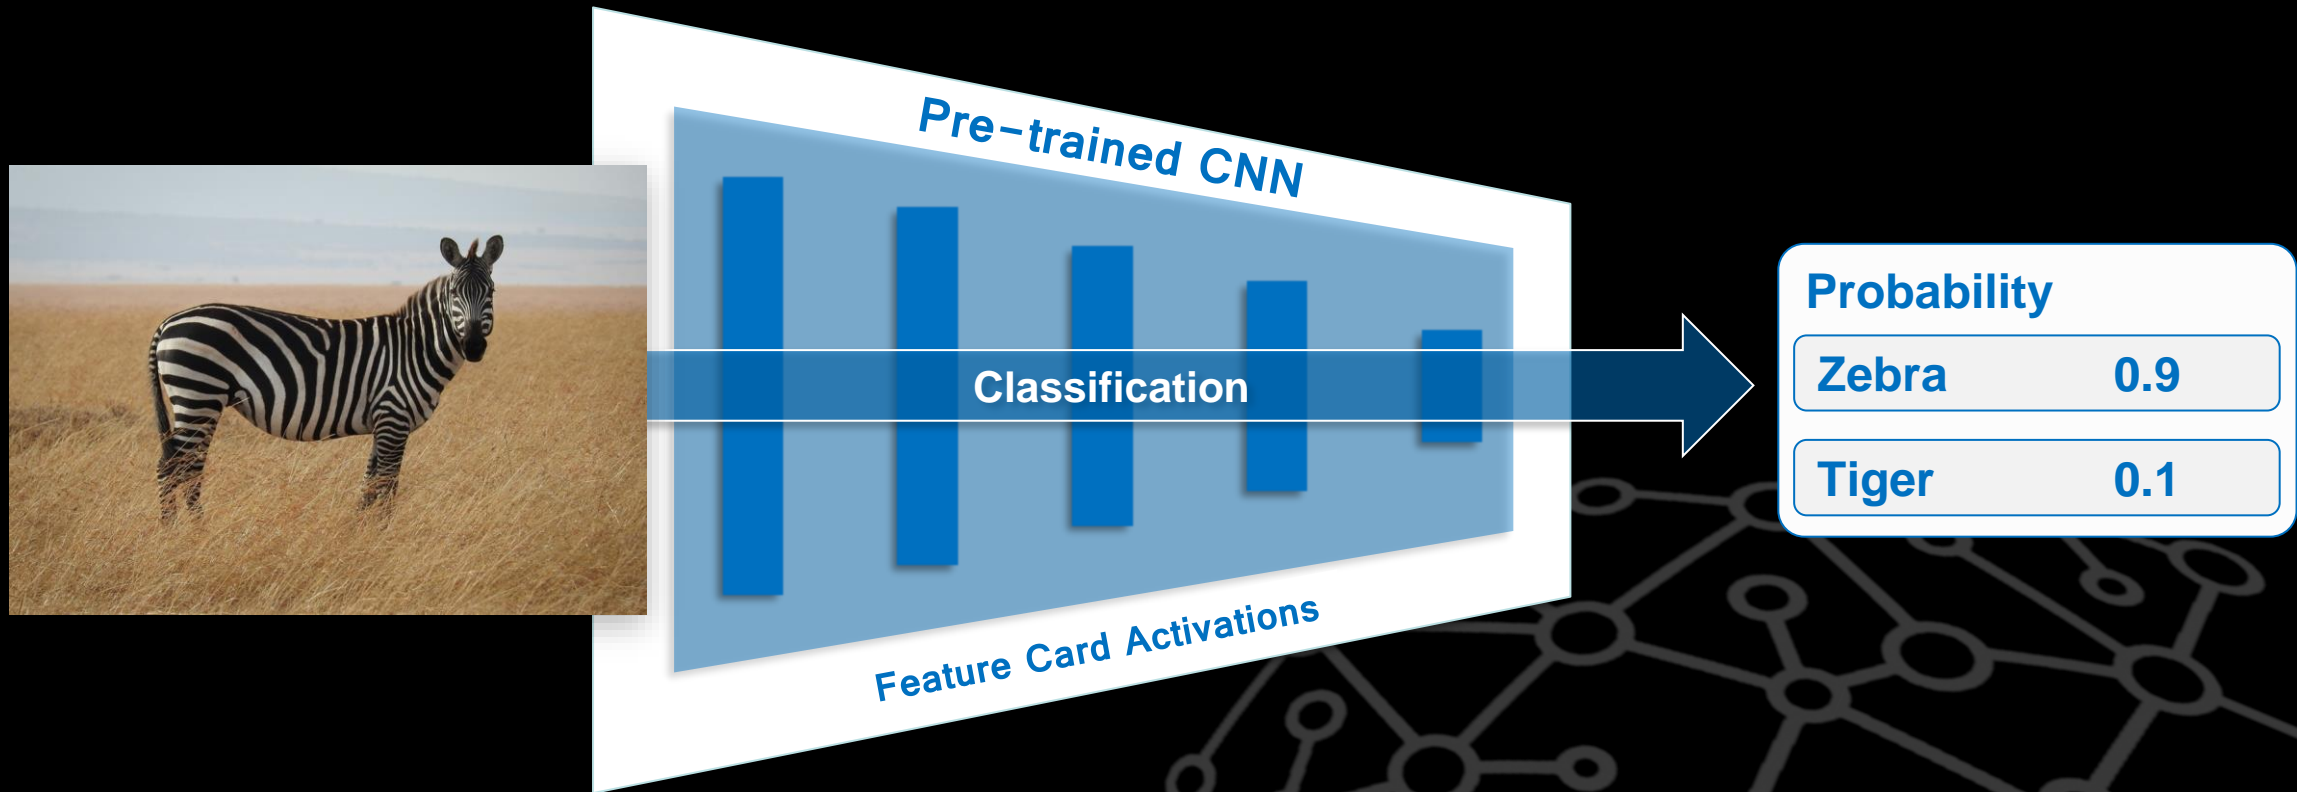 Pre-trained CNN
Classification
Feature Card Activations
Probability
Zebra 0.9
Tiger 0.1